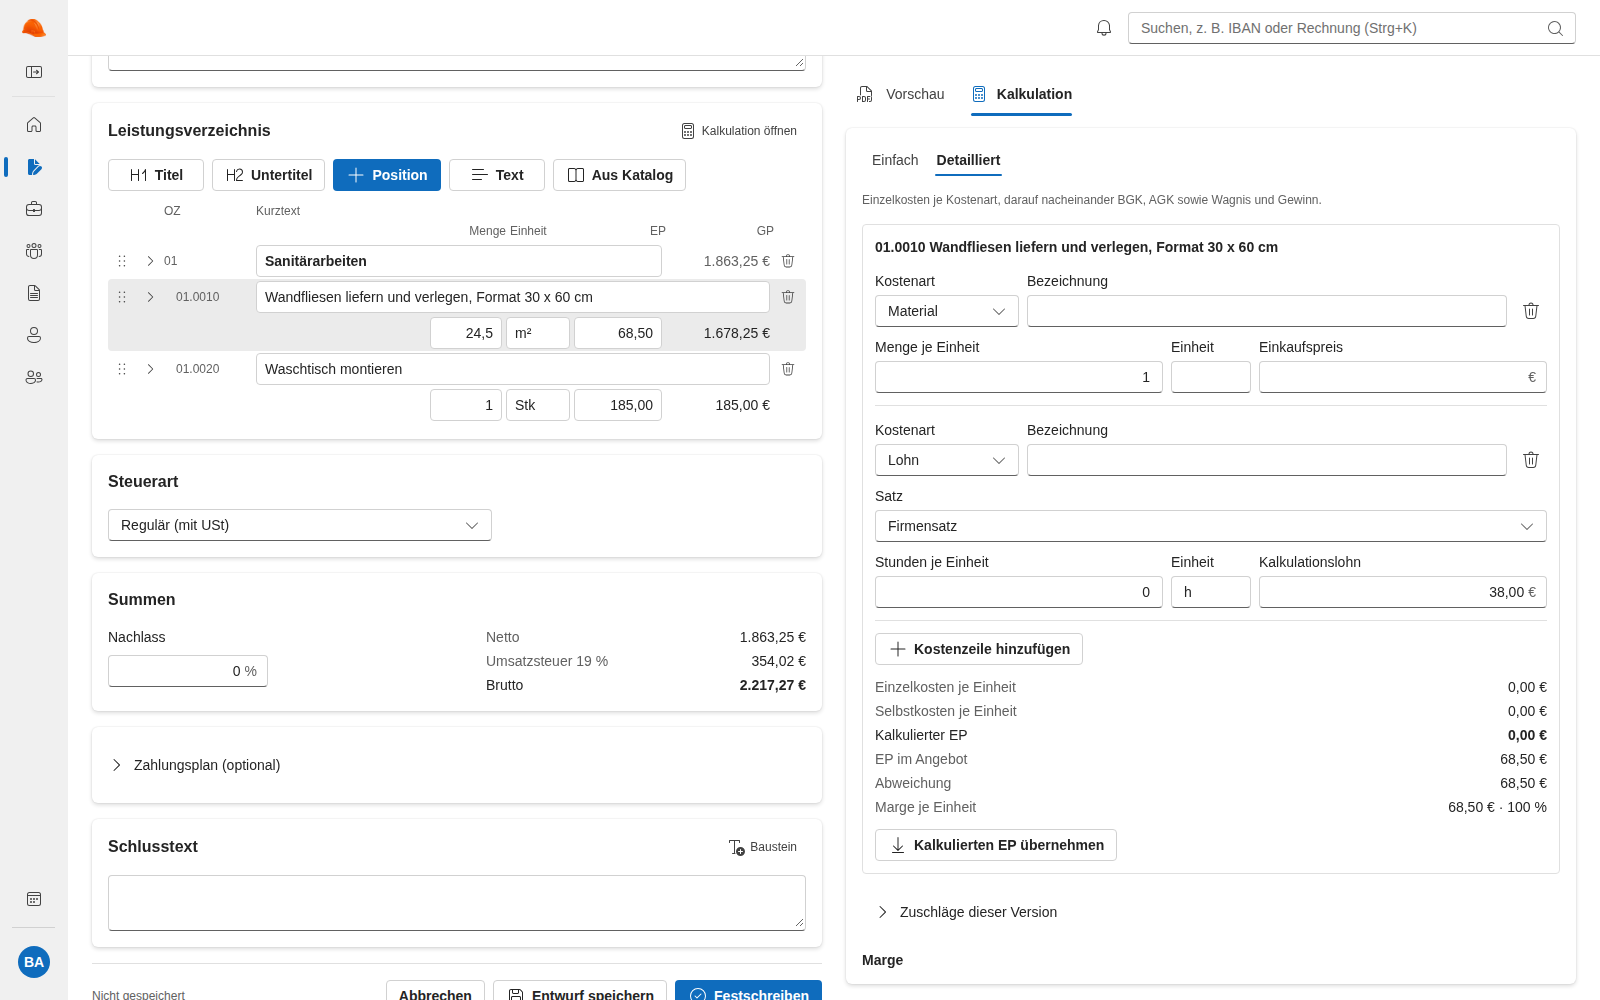 Suchen, z. B. IBAN oder Rechnung (Strg+K)
PDF Vorschau
Kalkulation
Leistungsverzeichnis
Kalkulation öffnen
H1 Titel
H2 Untertitel
Position
Text
Aus Katalog
OZ Kurztext
Menge Einheit EP GP
01 Sanitärarbeiten 1.863,25 €
01.0010 Wandfliesen liefern und verlegen, Format 30 x 60 cm
24,5 m² 68,50 1.678,25 €
01.0020 Waschtisch montieren
1 Stk 185,00 185,00 €
Steuerart
Regulär (mit USt)
Summen
Nachlass
0 %
Netto 1.863,25 €
Umsatzsteuer 19 % 354,02 €
Brutto 2.217,27 €
Zahlungsplan (optional)
Schlusstext
Baustein
Nicht gespeichert
Abbrechen
Entwurf speichern
Festschreiben
BA
Einfach
Detailliert
Einzelkosten je Kostenart, darauf nacheinander BGK, AGK sowie Wagnis und Gewinn.
01.0010 Wandfliesen liefern und verlegen, Format 30 x 60 cm
Kostenart Bezeichnung
Material
Menge je Einheit Einheit Einkaufspreis
1 €
Kostenart Bezeichnung
Lohn
Satz
Firmensatz
Stunden je Einheit Einheit Kalkulationslohn
0 h 38,00 €
Kostenzeile hinzufügen
Einzelkosten je Einheit 0,00 €
Selbstkosten je Einheit 0,00 €
Kalkulierter EP 0,00 €
EP im Angebot 68,50 €
Abweichung 68,50 €
Marge je Einheit 68,50 € · 100 %
Kalkulierten EP übernehmen
Zuschläge dieser Version
Marge